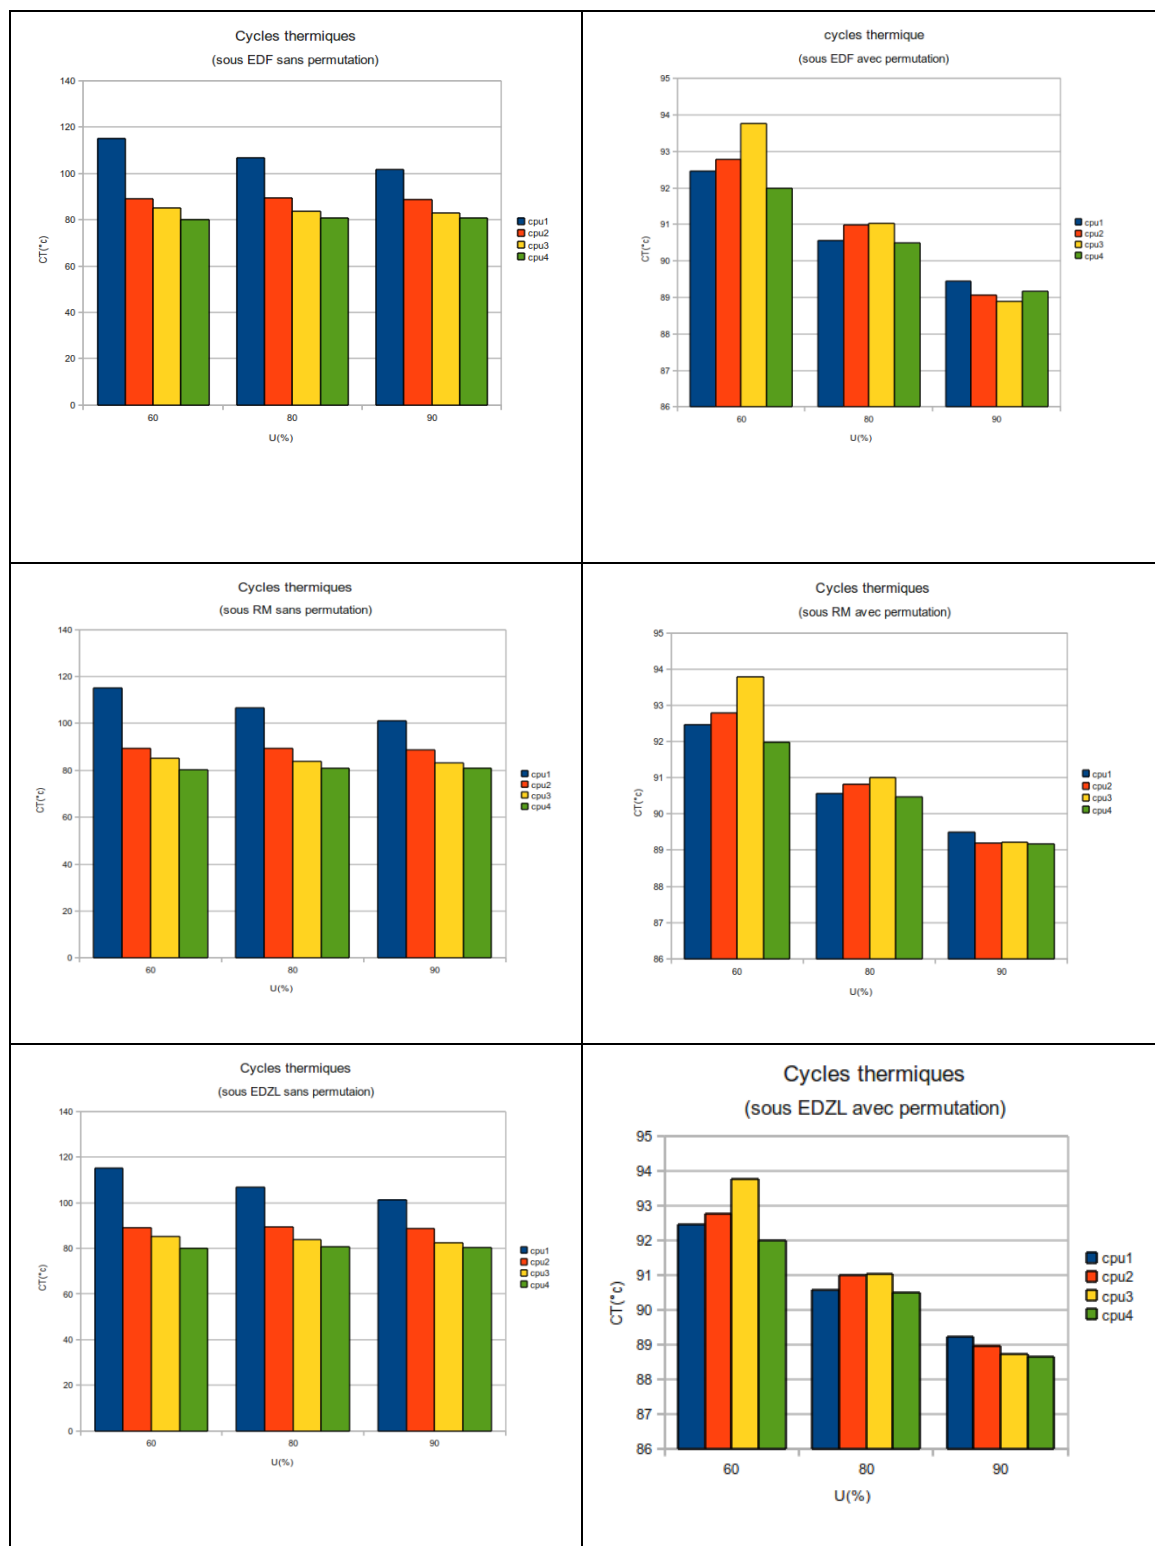 Cycles thermiques
(sous EDF sans permutation)
140
120
100
80
60
40
20
0
CT(°c)
60
80
90
U(%)
cpu1
cpu2
cpu3
cpu4
cycles thermique
(sous EDF avec permutation)
95
94
93
92
91
90
89
88
87
86
CT(°c)
60
80
90
U(%)
cpu1
cpu2
cpu3
cpu4
Cycles thermiques
(sous RM sans permutation)
140
120
100
80
60
40
20
0
CT(°c)
60
80
90
U(%)
cpu1
cpu2
cpu3
cpu4
Cycles thermiques
(sous RM avec permutation)
95
94
93
92
91
90
89
88
87
86
CT(°c)
60
80
90
U(%)
cpu1
cpu2
cpu3
cpu4
Cycles thermiques
(sous EDZL sans permutaion)
140
120
100
80
60
40
20
0
CT(°c)
60
80
90
U(%)
cpu1
cpu2
cpu3
cpu4
Cycles thermiques
(sous EDZL avec permutation)
95
94
93
92
91
90
89
88
87
86
CT(°c)
60
80
90
U(%)
cpu1
cpu2
cpu3
cpu4